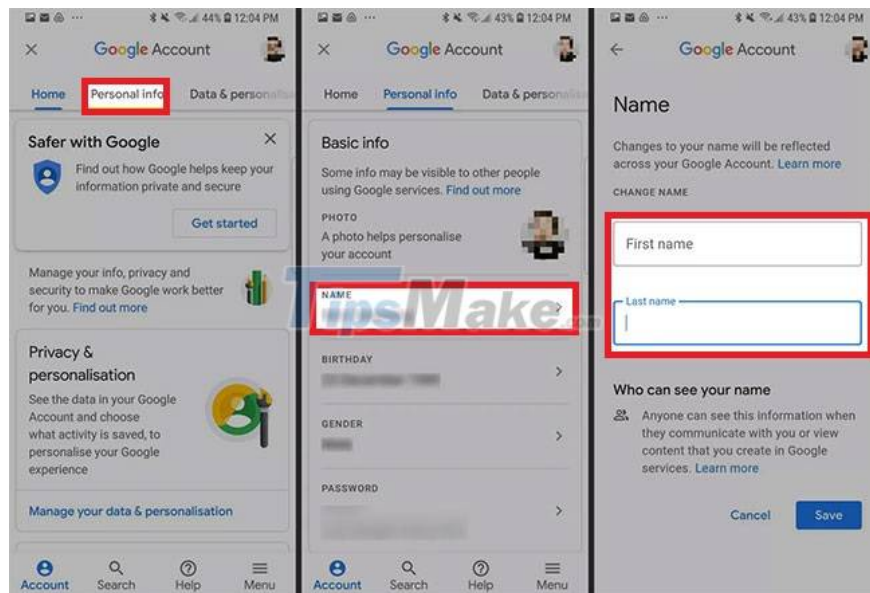 44% 12:04 PM
Google Account
Home Personal info Data & personalisa
Safer with Google
Find out how Google helps keep your
information private and secure
Get started
Manage your info, privacy and
security to make Google work better
for you. Find out more
Privacy &
personalisation
See the data in your Google
Account and choose
what activity is saved, to
personalise your Google
experience
Manage your data & personalisation
Account Search Help Menu
43% 12:04 PM
Google Account
Home Personal info Data & personalisa
Basic info
Some info may be visible to other people
using Google services. Find out more
PHOTO
A photo helps personalise
your account
NAME
BIRTHDAY
GENDER
PASSWORD
Account Search Help Menu
43% 12:04 PM
Google Account
Name
Changes to your name will be reflected
across your Google Account. Learn more
CHANGE NAME
First name
Last name
Who can see your name
Anyone can see this information when
they communicate with you or view
content that you create in Google
services. Learn more
Cancel Save
TipsMake.com